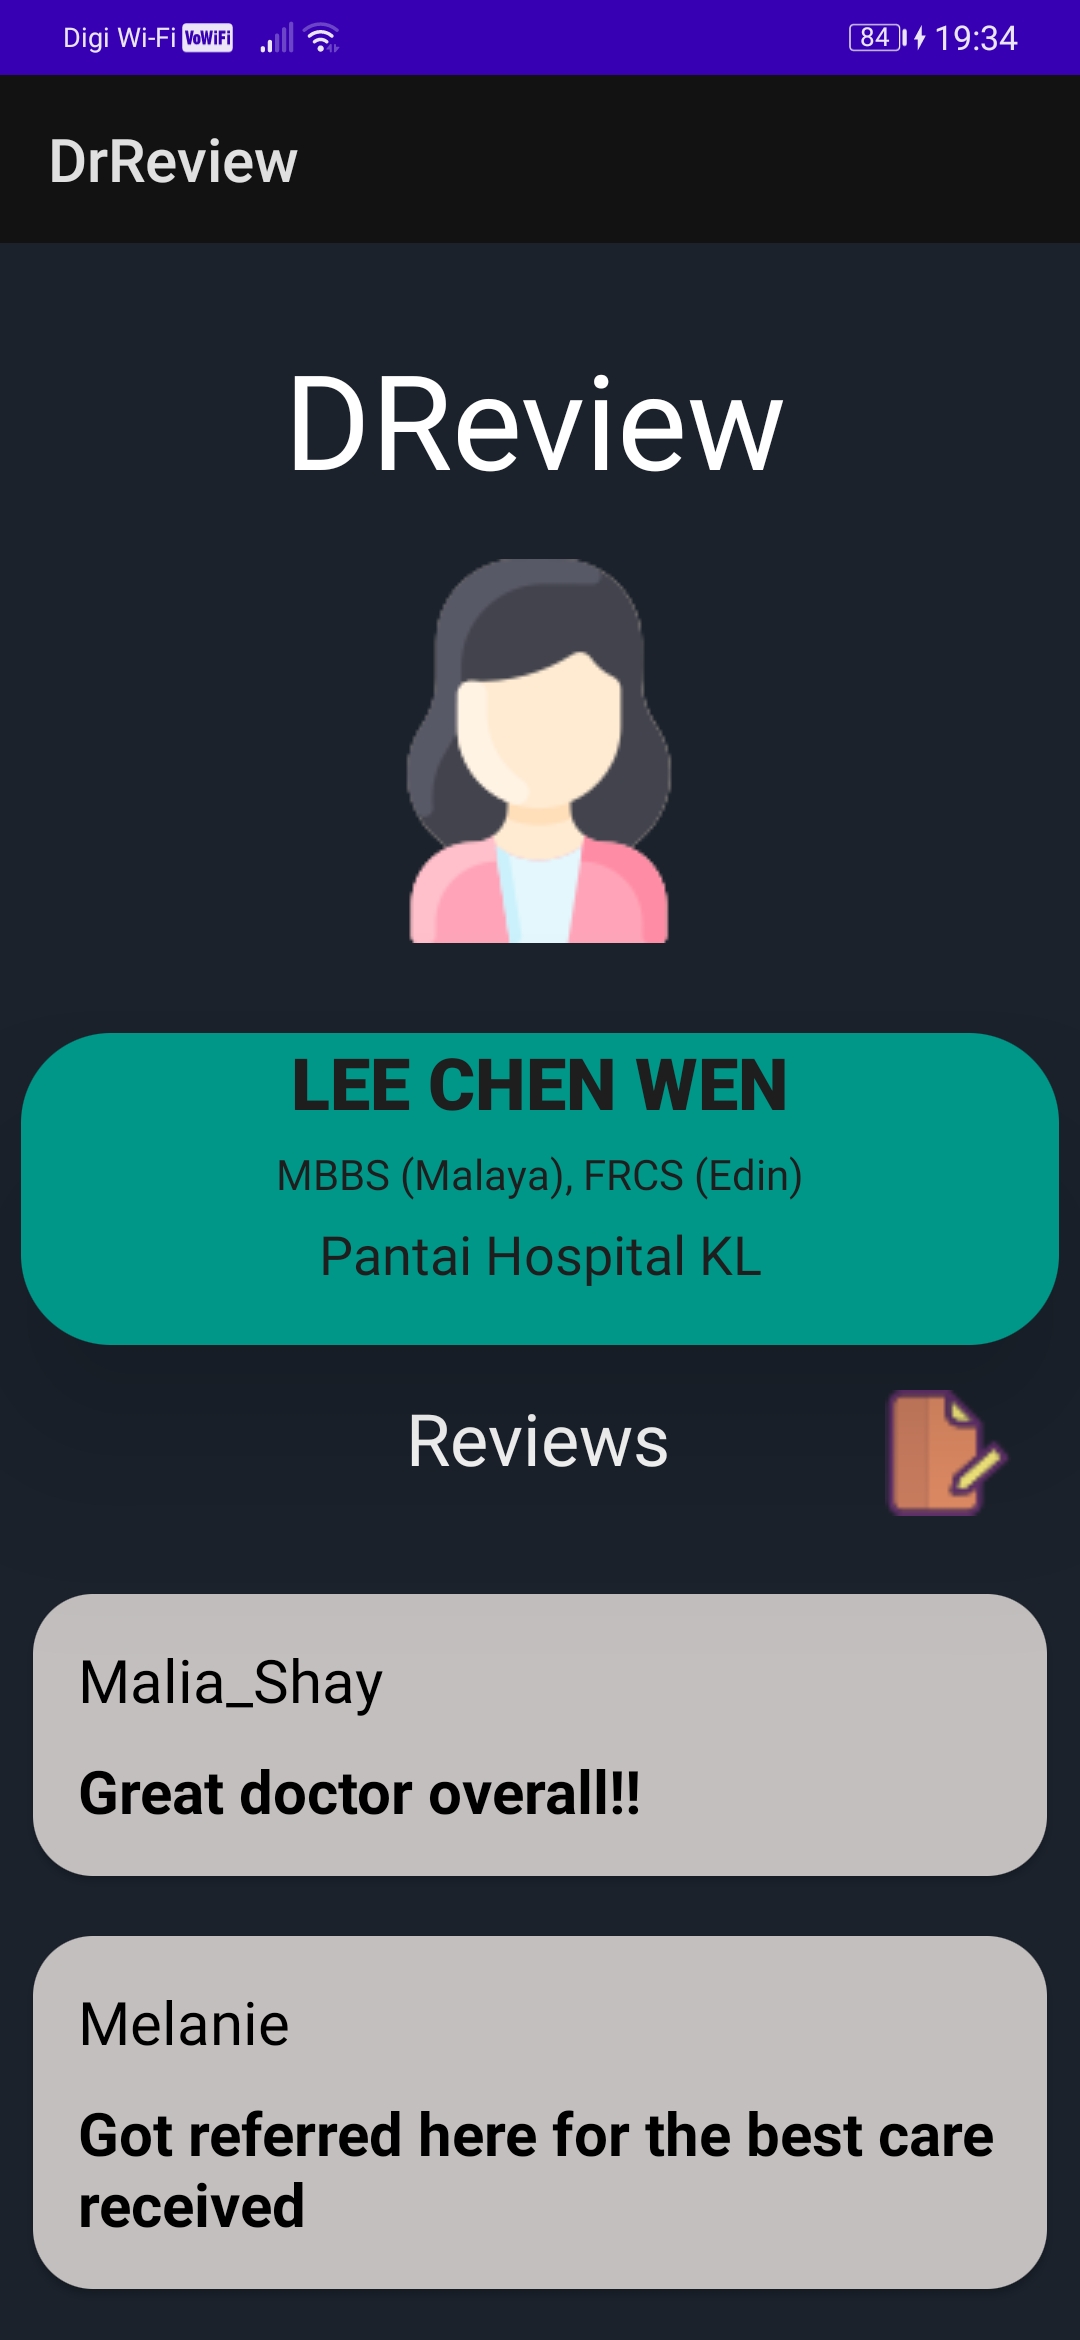 Digi Wi-Fi VoWiFi 84 19:34
DrReview
DReview
LEE CHEN WEN
MBBS (Malaya), FRCS (Edin)
Pantai Hospital KL
Reviews
Malia_Shay
Great doctor overall!!
Melanie
Got referred here for the best care
received